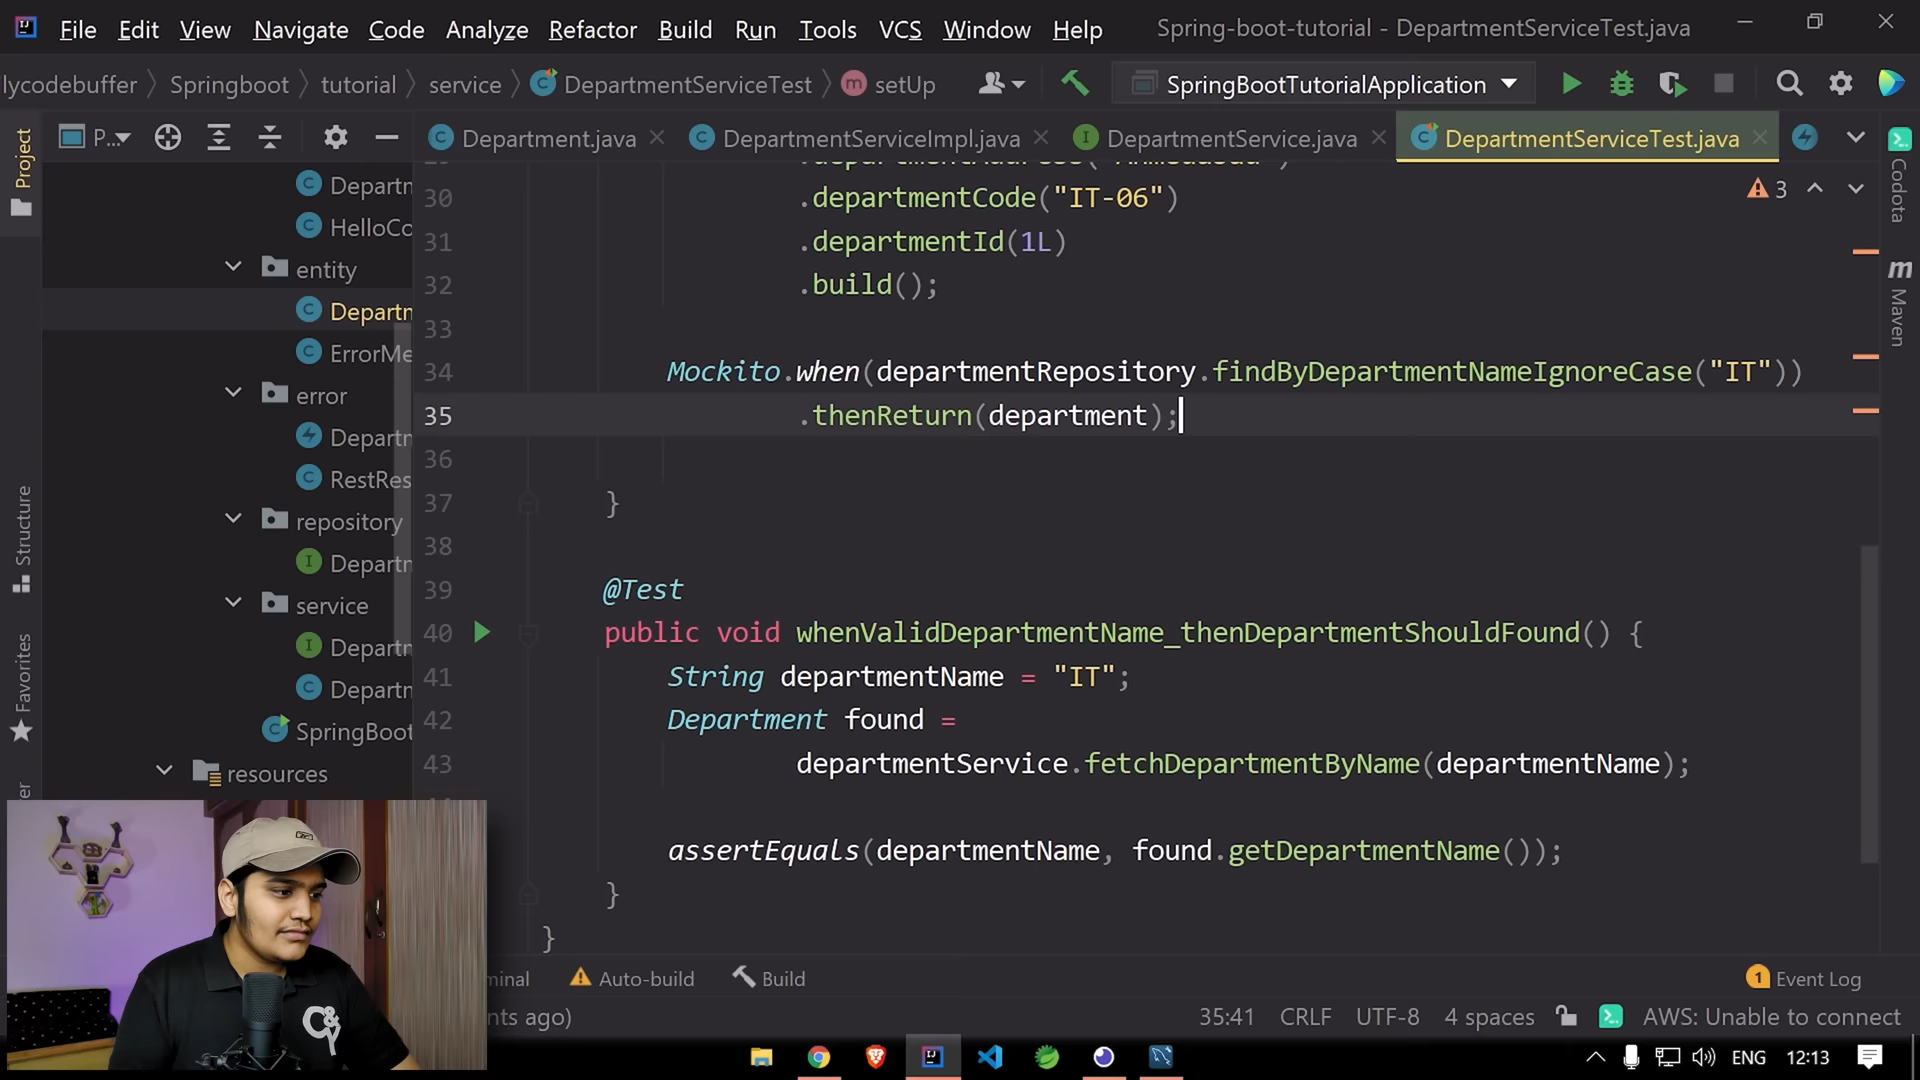 File Edit View Navigate Code Analyze Refactor Build Run Tools VCS Window Help Spring-boot-tutorial - DepartmentServiceTest.java
lycodebuffer Springboot tutorial service DepartmentServiceTest setUp SpringBootTutorialApplication
Project
P... Department.java DepartmentServiceImpl.java DepartmentService.java DepartmentServiceTest.java
Codota
Maven
Structure
Favorites
Departn
HelloCo
entity
Departn
ErrorMe
error
Departn
RestRes
repository
Departn
service
Departn
Departn
SpringBoot
resources
3
30 .departmentCode("IT-06")
31 .departmentId(1L)
32 .build();
33
34 Mockito.when(departmentRepository.findByDepartmentNameIgnoreCase("IT"))
35 .thenReturn(department);
36
37 }
38
39 @Test
40 public void whenValidDepartmentName_thenDepartmentShouldFound() {
41 String departmentName = "IT";
42 Department found =
43 departmentService.fetchDepartmentByName(departmentName);
assertEquals(departmentName, found.getDepartmentName());
}
}
minal Auto-build Build 1 Event Log
nts ago) 35:41 CRLF UTF-8 4 spaces AWS: Unable to connect
C&Y
ENG 12:13